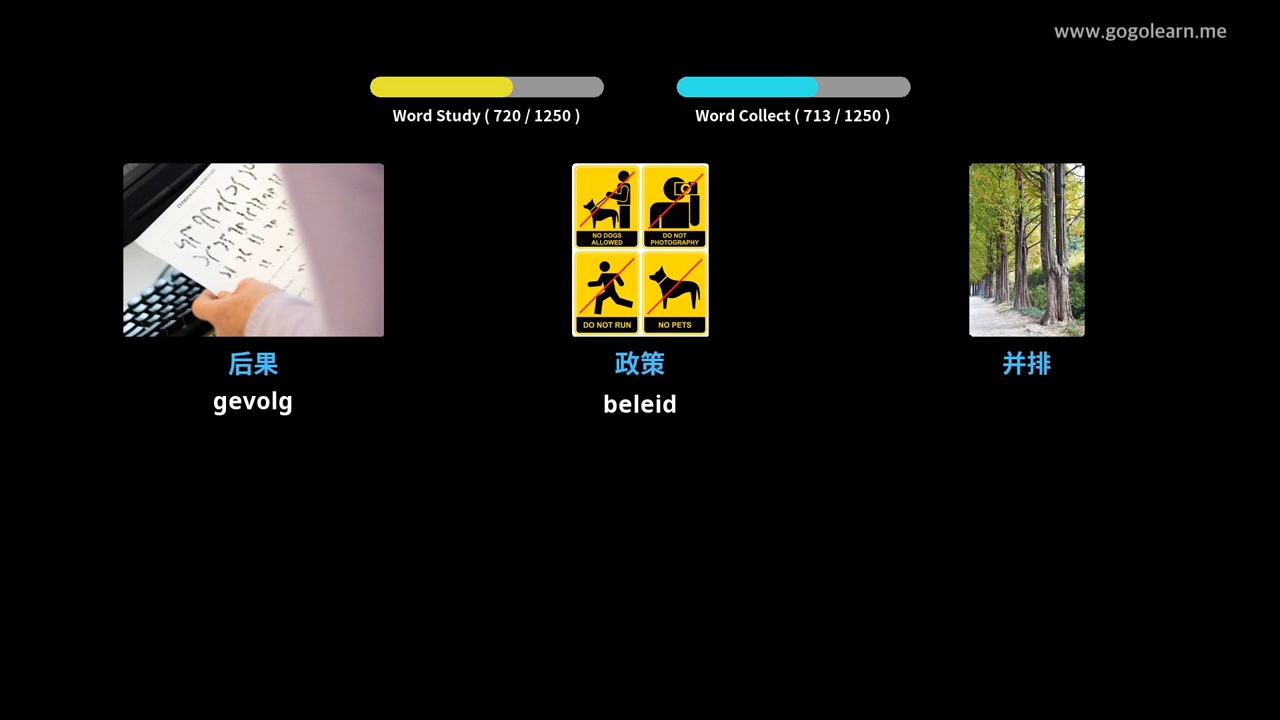 www.gogolearn.me
Word Study ( 720 / 1250 )
Word Collect ( 713 / 1250 )
NO DOGS
ALLOWED
DO NOT
PHOTOGRAPHY
DO NOT RUN
NO PETS
后果
政策
并排
gevolg
beleid